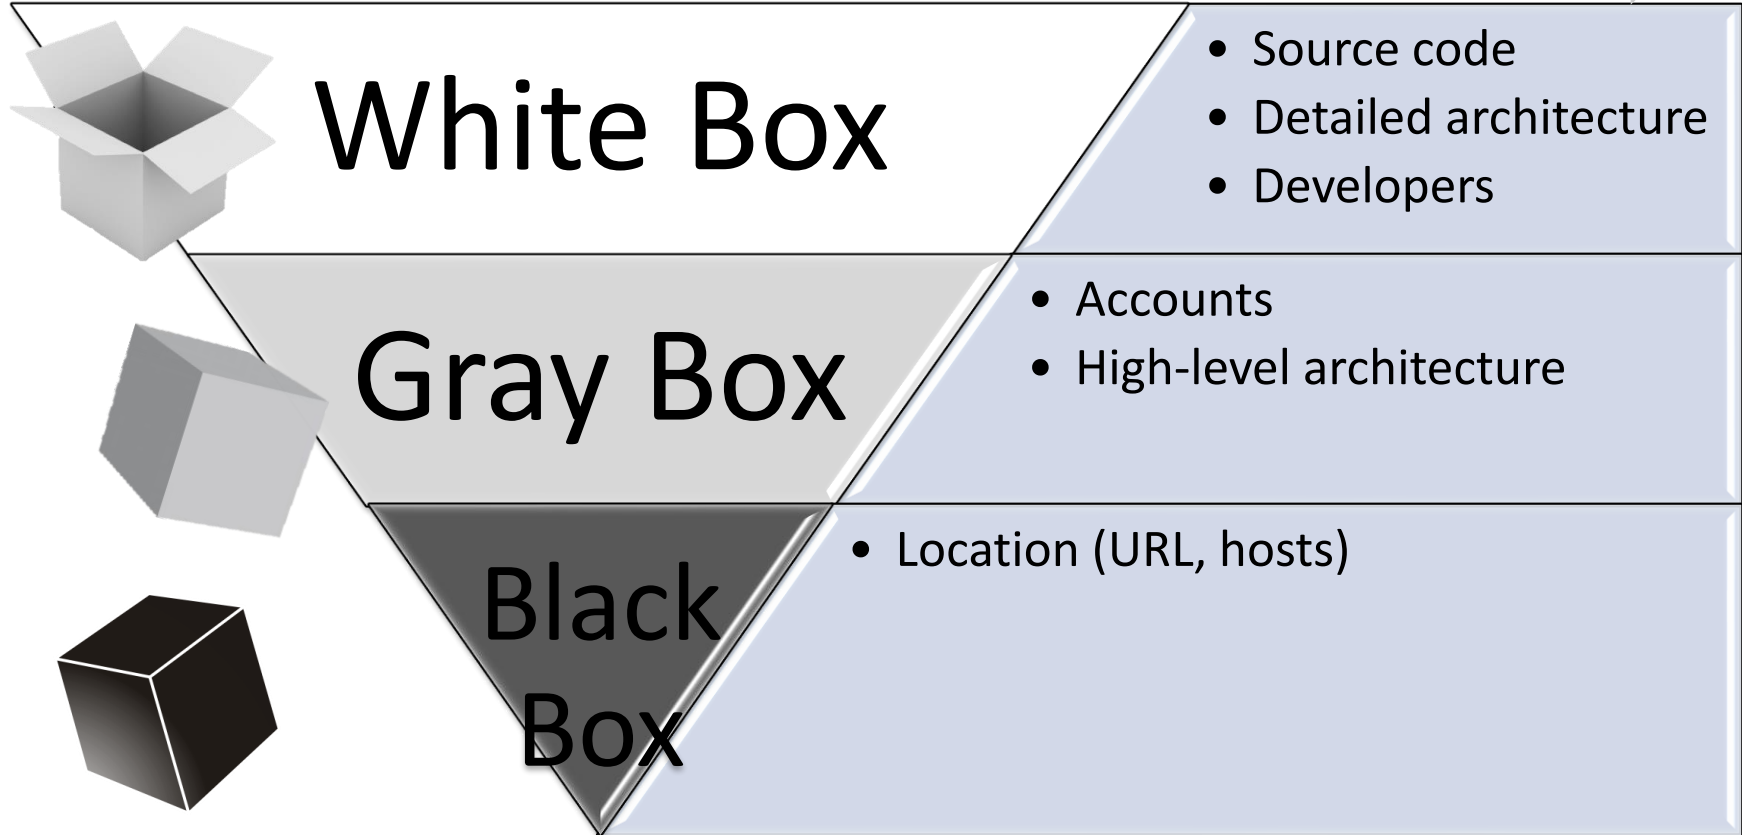 White Box
• Source code
• Detailed architecture
• Developers
Gray Box
• Accounts
• High-level architecture
Black
Box
• Location (URL, hosts)